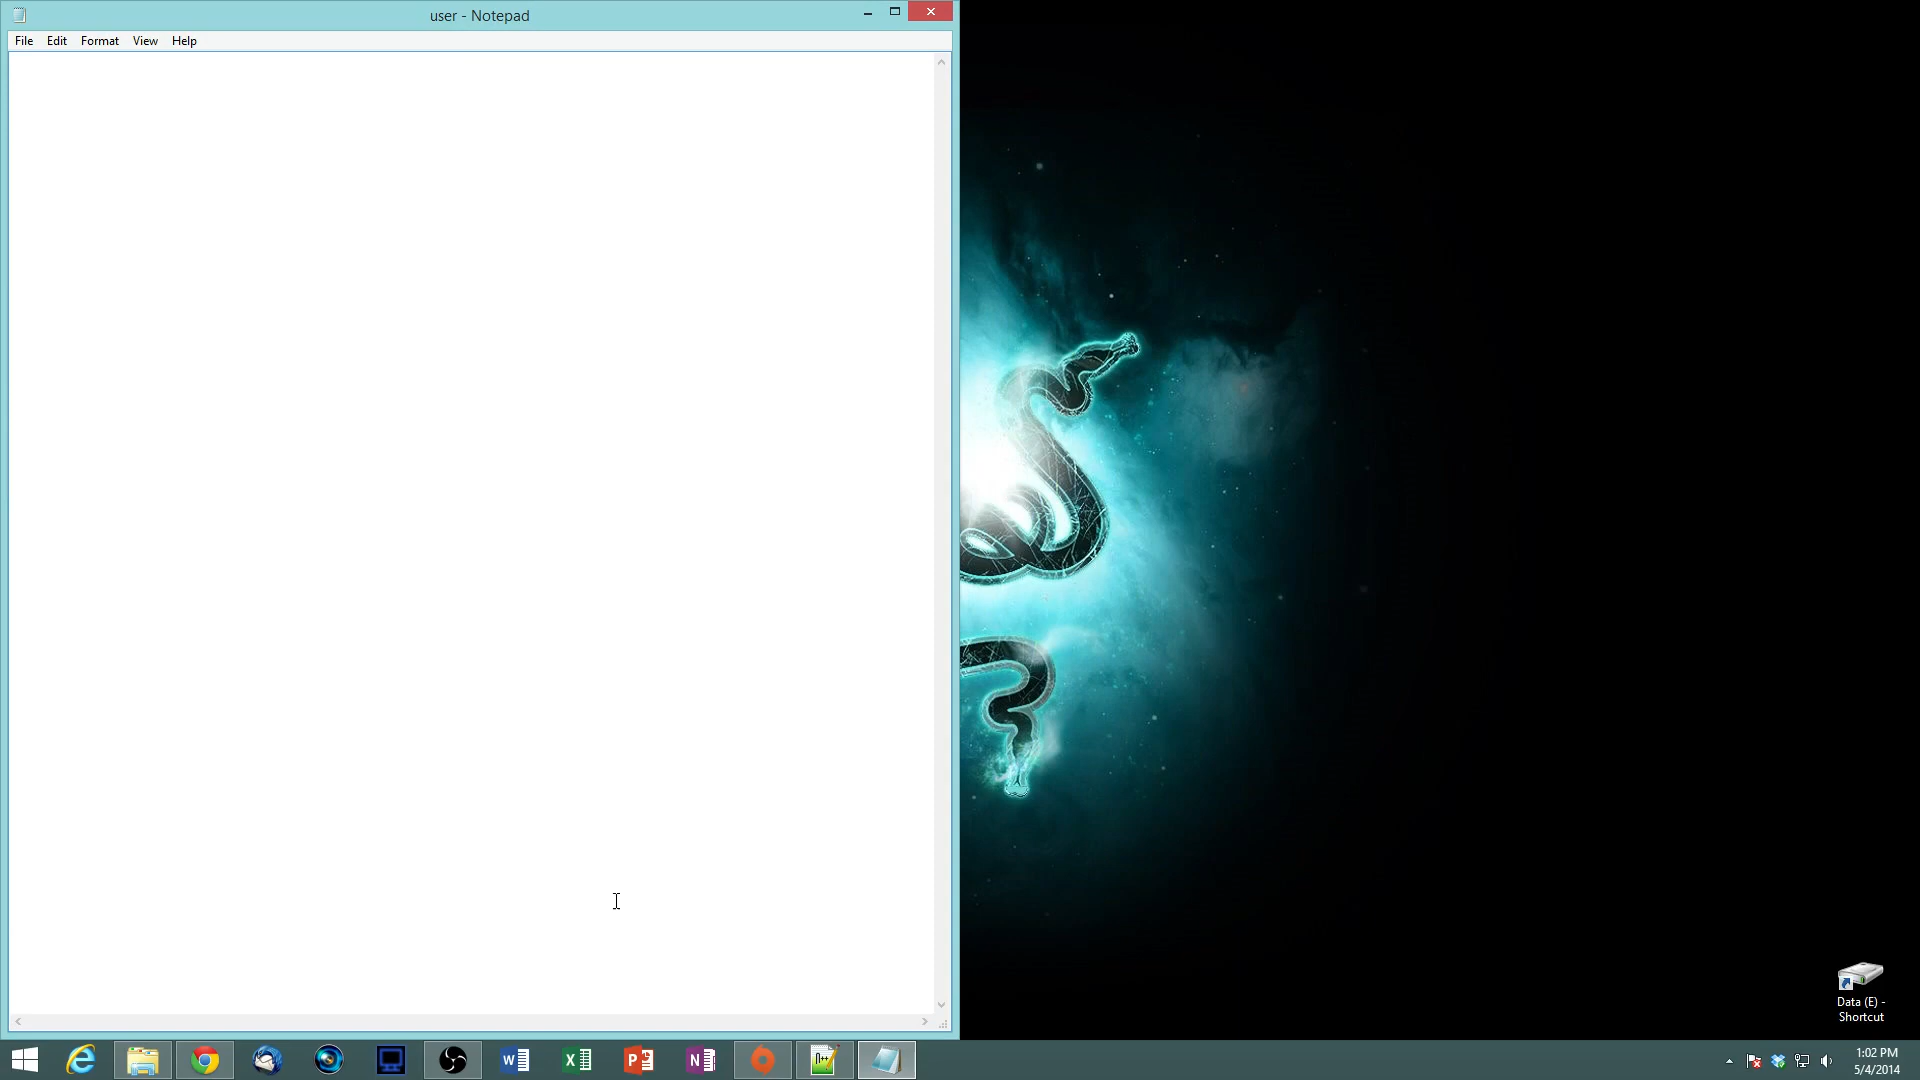 user - Notepad
File Edit Format View Help
Data (E) -
Shortcut
1:02 PM
5/4/2014